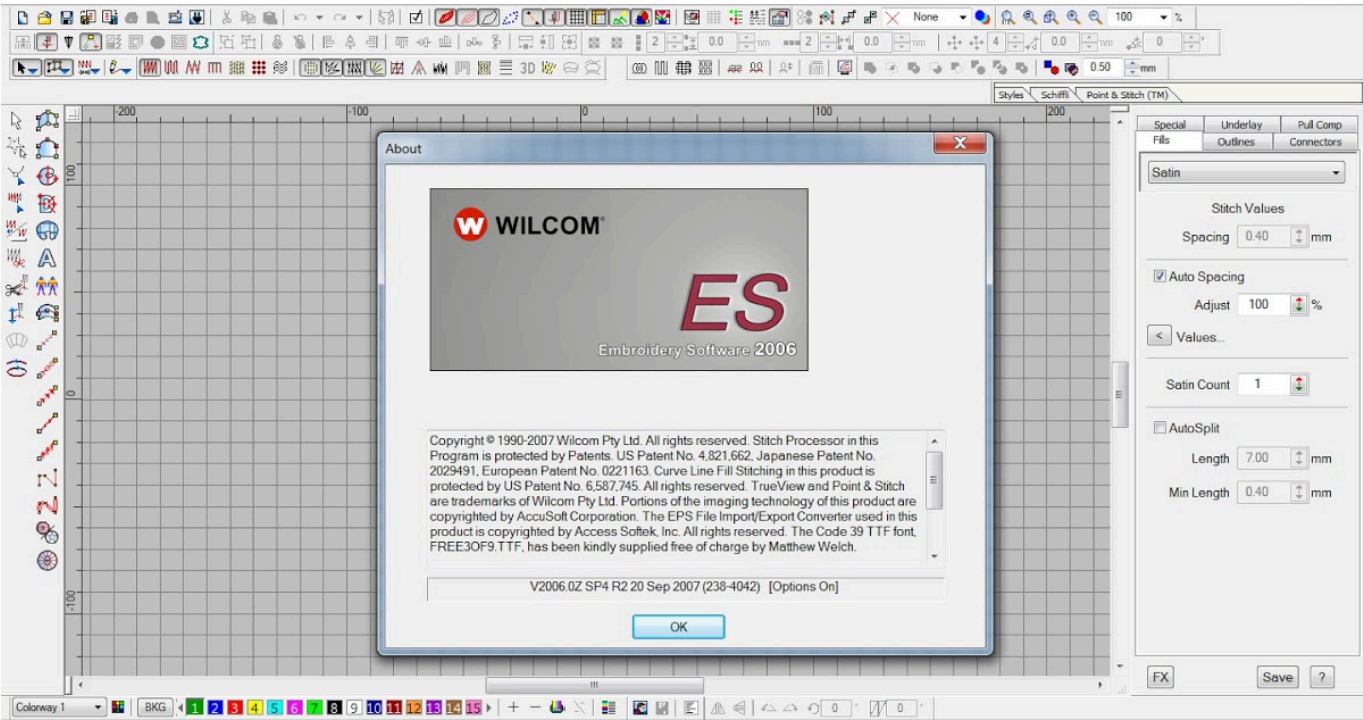 None 100 %
2 0.0 mm 2 0.0 mm 4 0.0 mm 0 °
3D 0.50 mm
Styles Schiffli Point & Stitch (TM)
-200 -100 0 100 200
Special Underlay Pull Comp
Fills Outlines Connectors
Satin
Stitch Values
Spacing 0.40 mm
Auto Spacing
Adjust 100 %
< Values...
Satin Count 1
AutoSplit
Length 7.00 mm
Min Length 0.40 mm
FX Save ?
100
0
-100
About
W WILCOM®
ES
Embroidery Software 2006
Copyright © 1990-2007 Wilcom Pty Ltd. All rights reserved. Stitch Processor in this
Program is protected by Patents. US Patent No. 4,821,662, Japanese Patent No.
2029491, European Patent No. 0221163. Curve Line Fill Stitching in this product is
protected by US Patent No. 6,587,745. All rights reserved. TrueView and Point & Stitch
are trademarks of Wilcom Pty Ltd. Portions of the imaging technology of this product are
copyrighted by AccuSoft Corporation. The EPS File Import/Export Converter used in this
product is copyrighted by Access Softek, Inc. All rights reserved. The Code 39 TTF font,
FREE3OF9.TTF, has been kindly supplied free of charge by Matthew Welch.
V2006.0Z SP4 R2 20 Sep 2007 (238-4042) [Options On]
OK
Colorway 1 BKG 1 2 3 4 5 6 7 8 9 10 11 12 13 14 15 0 ° 0 °